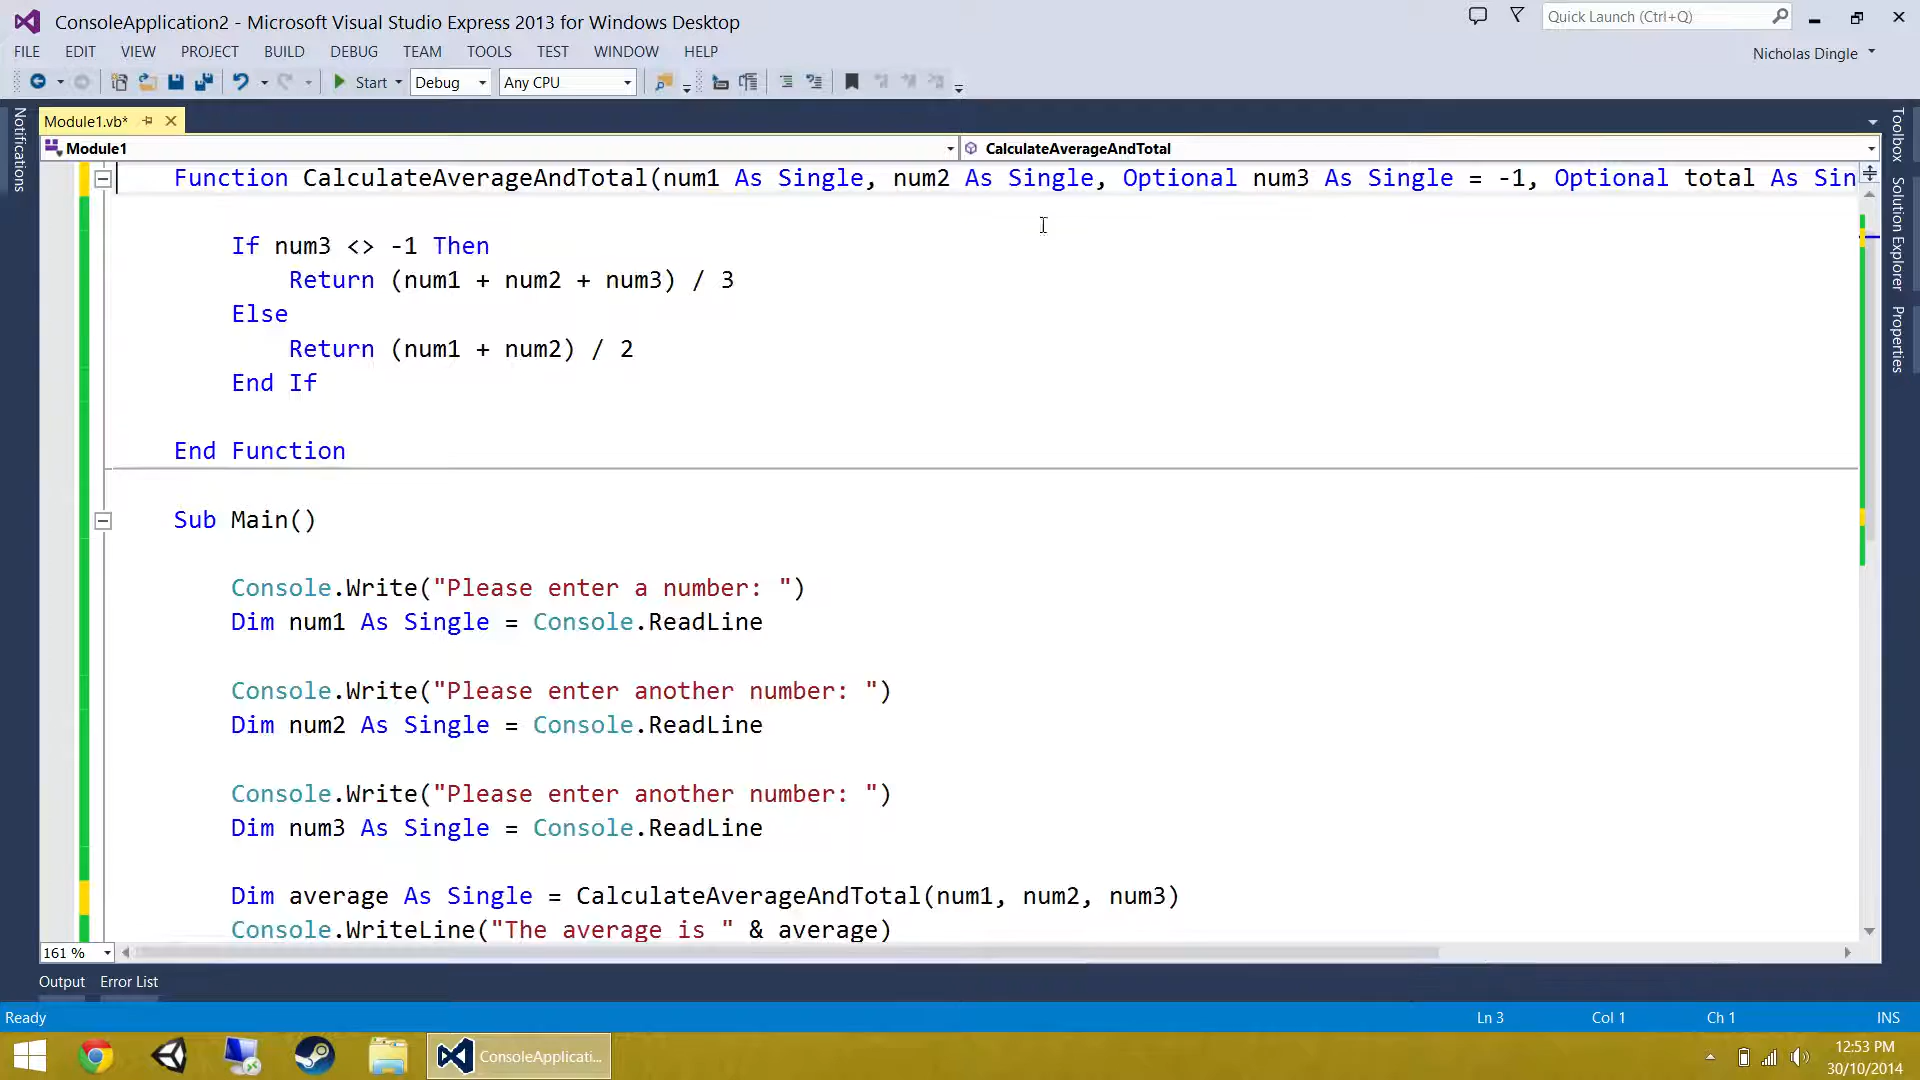 ConsoleApplication2 - Microsoft Visual Studio Express 2013 for Windows Desktop
Quick Launch (Ctrl+Q)
FILE EDIT VIEW PROJECT BUILD DEBUG TEAM TOOLS TEST WINDOW HELP
Nicholas Dingle
Start Debug Any CPU
Notifications
Module1.vb*
Module1
CalculateAverageAndTotal
Toolbox
Solution Explorer
Properties
Function CalculateAverageAndTotal(num1 As Single, num2 As Single, Optional num3 As Single = -1, Optional total As Sin
If num3 <> -1 Then
Return (num1 + num2 + num3) / 3
Else
Return (num1 + num2) / 2
End If
End Function
Sub Main()
Console.Write("Please enter a number: ")
Dim num1 As Single = Console.ReadLine
Console.Write("Please enter another number: ")
Dim num2 As Single = Console.ReadLine
Console.Write("Please enter another number: ")
Dim num3 As Single = Console.ReadLine
Dim average As Single = CalculateAverageAndTotal(num1, num2, num3)
Console.WriteLine("The average is " & average)
161 %
Output Error List
Ready Ln 3 Col 1 Ch 1 INS
ConsoleApplicati...
12:53 PM
30/10/2014